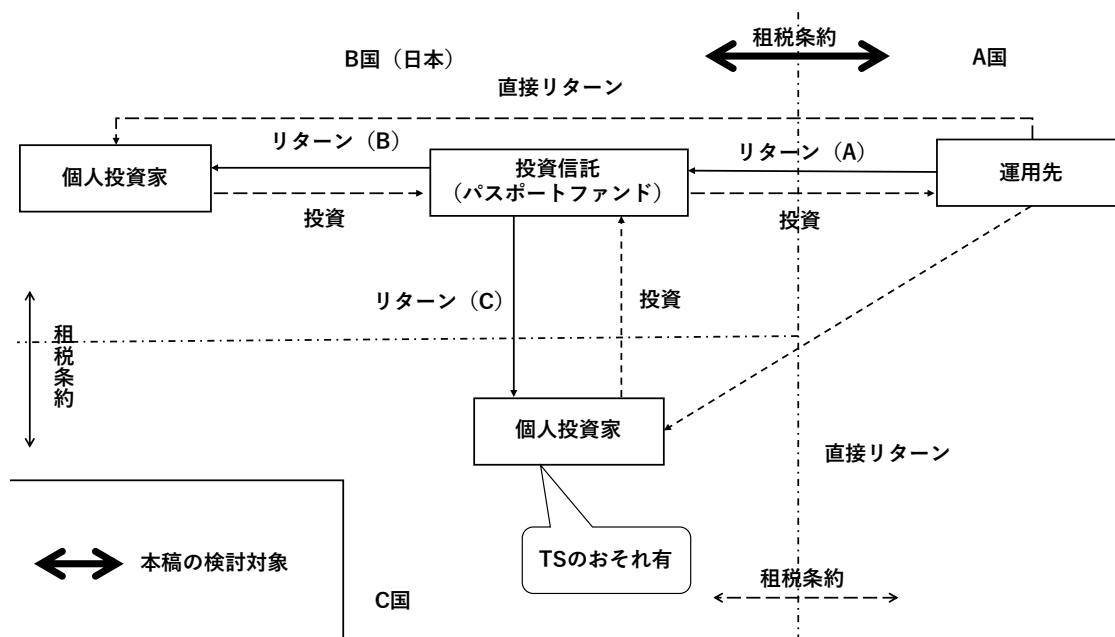 租税条約
B国（日本）
A国
直接リターン
リターン（B）
リターン（A）
個人投資家
投資信託
（パスポートファンド）
運用先
投資
投資
リターン（C）
投資
租税条約
個人投資家
直接リターン
TSのおそれ有
本稿の検討対象
租税条約
C国